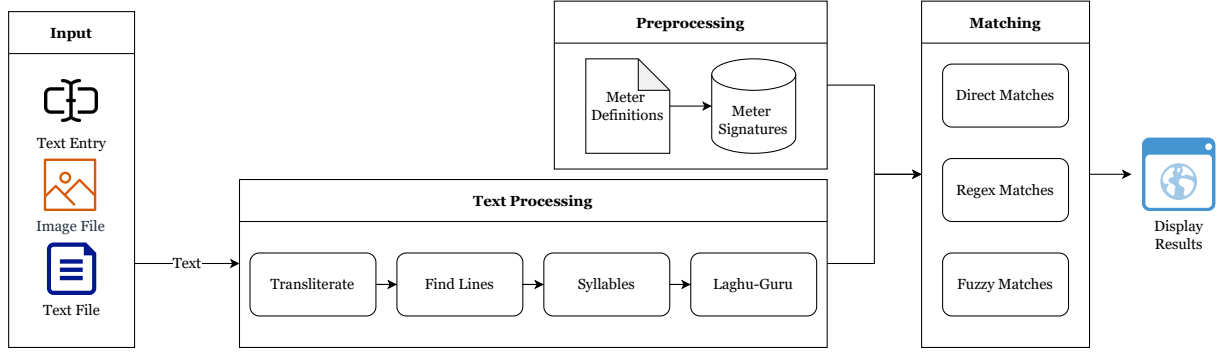 Input
Text Entry
Image File
Text File
Text
Preprocessing
Meter
Definitions
Meter
Signatures
Text Processing
Transliterate
Find Lines
Syllables
Laghu-Guru
Matching
Direct Matches
Regex Matches
Fuzzy Matches
Display
Results